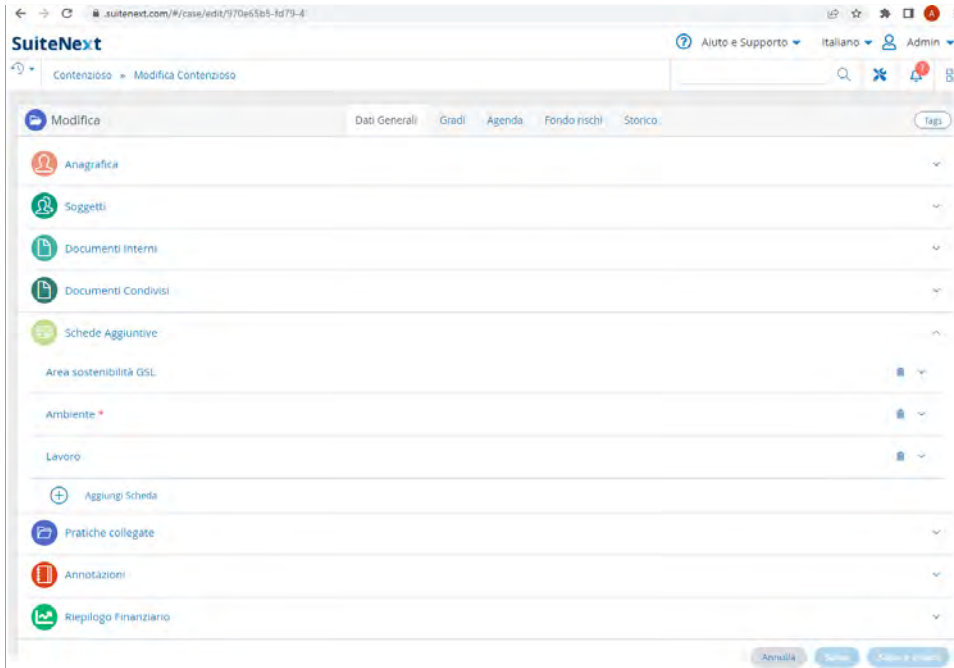 .suitenext.com/#/case/edit/970e65b5-fd79-4
A
SuiteNext
Aiuto e Supporto
Italiano
Admin
Contenzioso » Modifica Contenzioso
7
Modifica
Dati Generali
Gradi
Agenda
Fondo rischi
Storico
Tags
Anagrafica
Soggetti
Documenti Interni
Documenti Condivisi
Schede Aggiuntive
Area sostenibilità GSL
Ambiente *
Lavoro
Aggiungi Scheda
Pratiche collegate
Annotazioni
Riepilogo Finanziario
Annulla
Salva